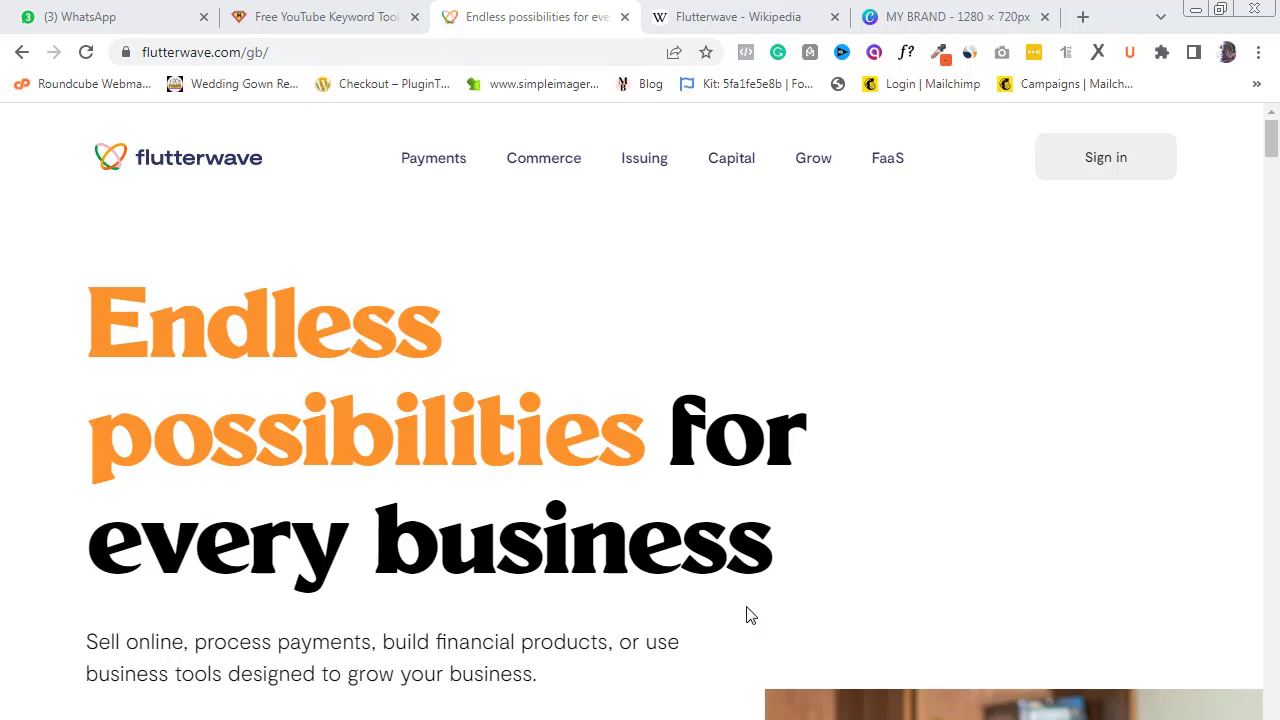 3 (3) WhatsApp
Free YouTube Keyword Tool
Endless possibilities for eve
W Flutterwave - Wikipedia
C MY BRAND - 1280 × 720px
flutterwave.com/gb/
cP Roundcube Webma...
Wedding Gown Re...
Checkout – PluginT...
www.simpleimager...
Blog
Kit: 5fa1fe5e8b | Fo...
Login | Mailchimp
Campaigns | Mailch...
»
flutterwave
Payments
Commerce
Issuing
Capital
Grow
FaaS
Sign in
Endless
possibilities for
every business
Sell online, process payments, build financial products, or use
business tools designed to grow your business.